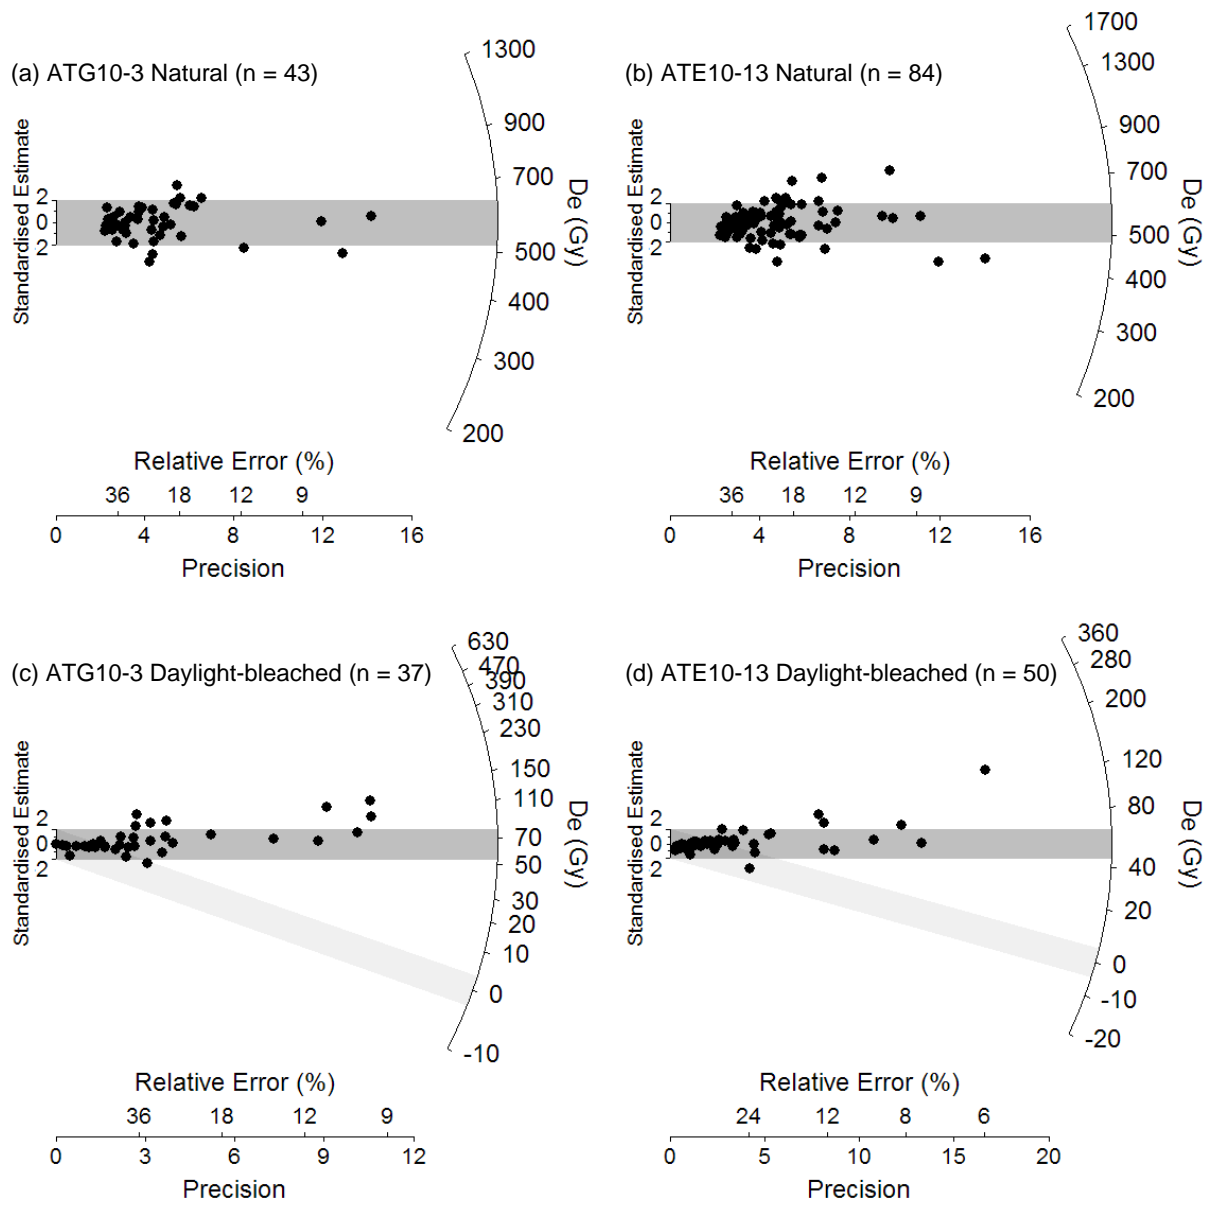 (a) ATG10-3 Natural (n = 43)
Standardised Estimate
2
0
2
1300
900
700
500
400
300
200
De (Gy)
Relative Error (%)
36 18 12 9
0 4 8 12 16
Precision
(b) ATE10-13 Natural (n = 84)
Standardised Estimate
2
0
2
1700
1300
900
700
500
400
300
200
De (Gy)
Relative Error (%)
36 18 12 9
0 4 8 12 16
Precision
(c) ATG10-3 Daylight-bleached (n = 37)
Standardised Estimate
2
0
2
630
470
390
310
230
150
110
70
50
30
20
10
0
-10
De (Gy)
Relative Error (%)
36 18 12 9
0 3 6 9 12
Precision
(d) ATE10-13 Daylight-bleached (n = 50)
Standardised Estimate
2
0
2
360
280
200
120
80
40
20
0
-10
-20
De (Gy)
Relative Error (%)
24 12 8 6
0 5 10 15 20
Precision